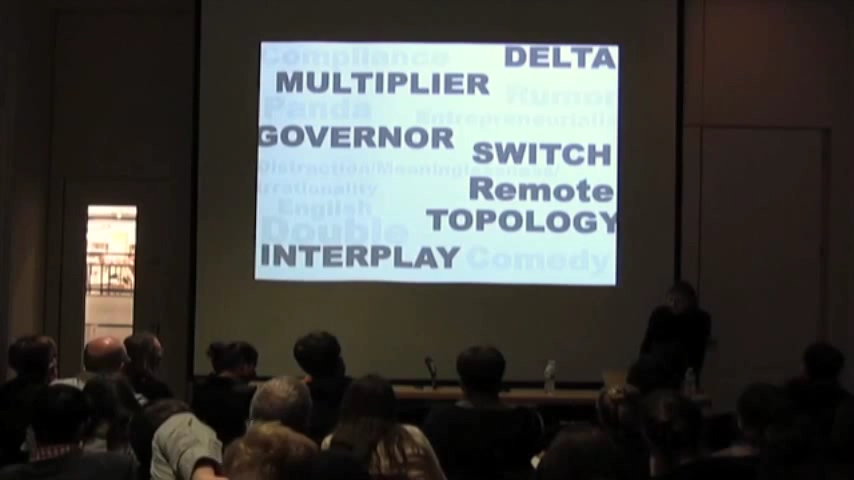 Compliance
DELTA
MULTIPLIER
Rumor
Panda
Entrepreneurialis
GOVERNOR
SWITCH
Distraction/Meaninglessness/
Irrationality
Remote
English
TOPOLOGY
Double
INTERPLAY
Comedy